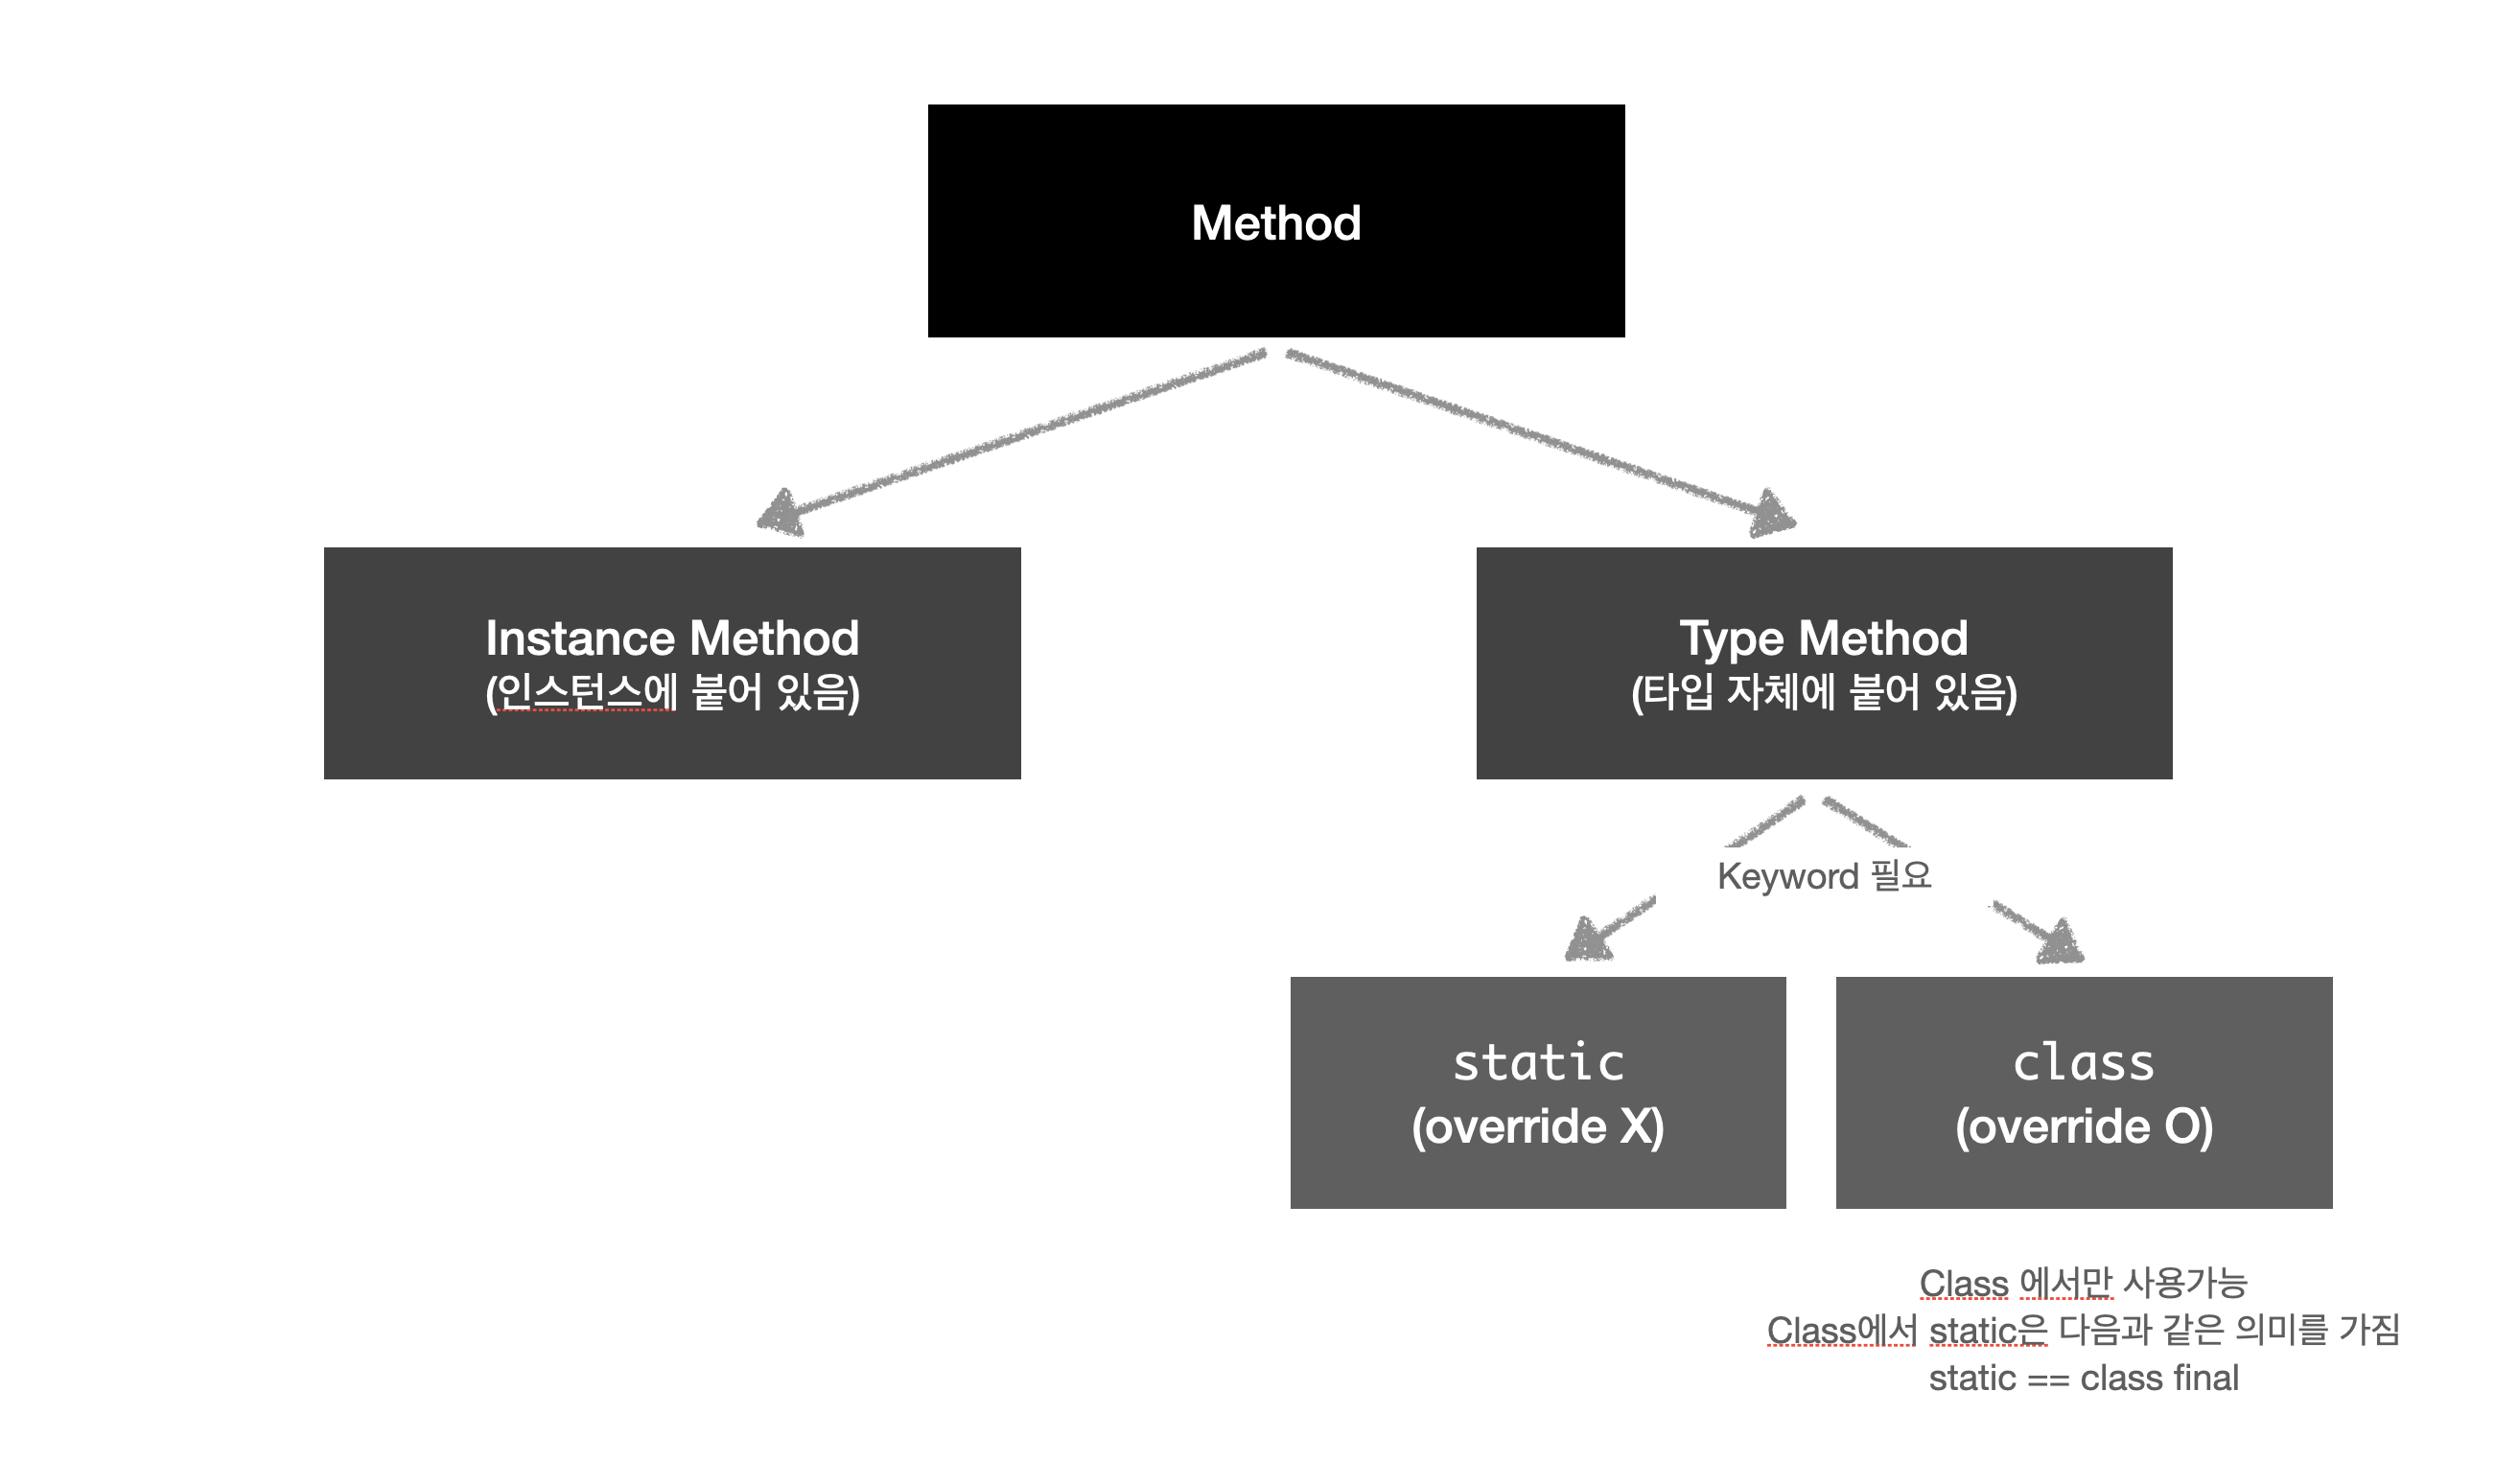 Method
Instance Method
(인스턴스에 붙어 있음)
Type Method
(타입 자체에 붙어 있음)
Keyword 필요
static
(override X)
class
(override O)
Class 에서만 사용가능
Class에서 static은 다음과 같은 의미를 가짐
static == class final